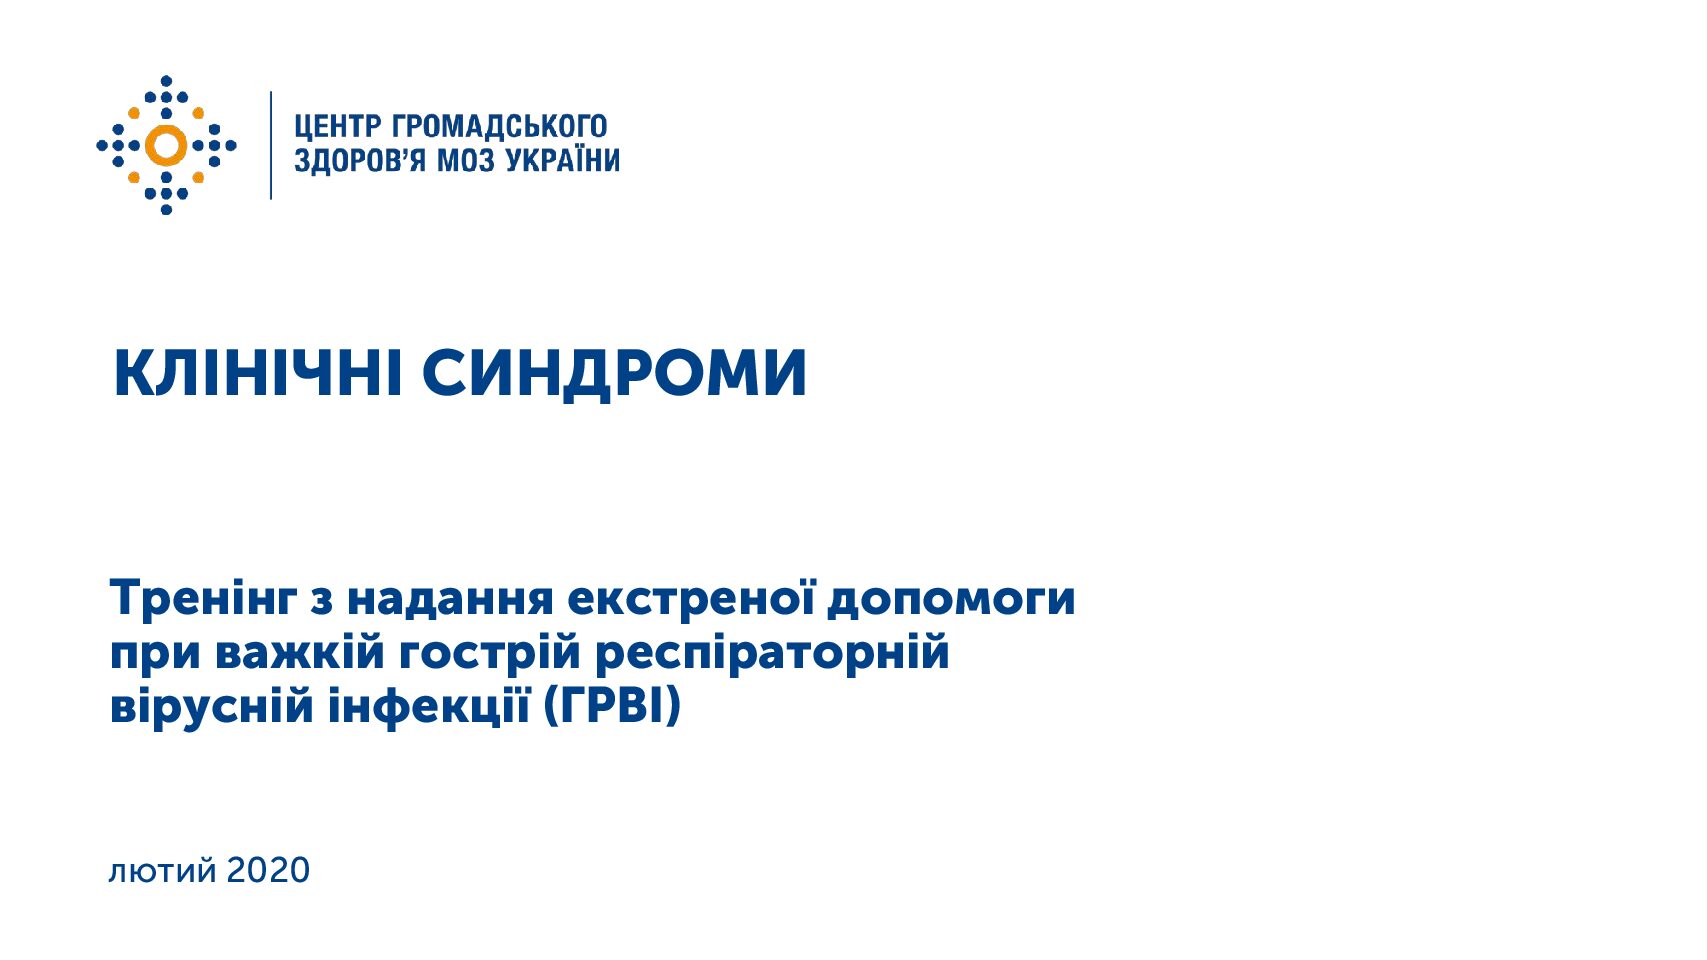 ЦЕНТР ГРОМАДСЬКОГО
ЗДОРОВ’Я МОЗ УКРАЇНИ
КЛІНІЧНІ СИНДРОМИ
Тренінг з надання екстреної допомоги
при важкій гострій респіраторній
вірусній інфекції (ГРВІ)
лютий 2020